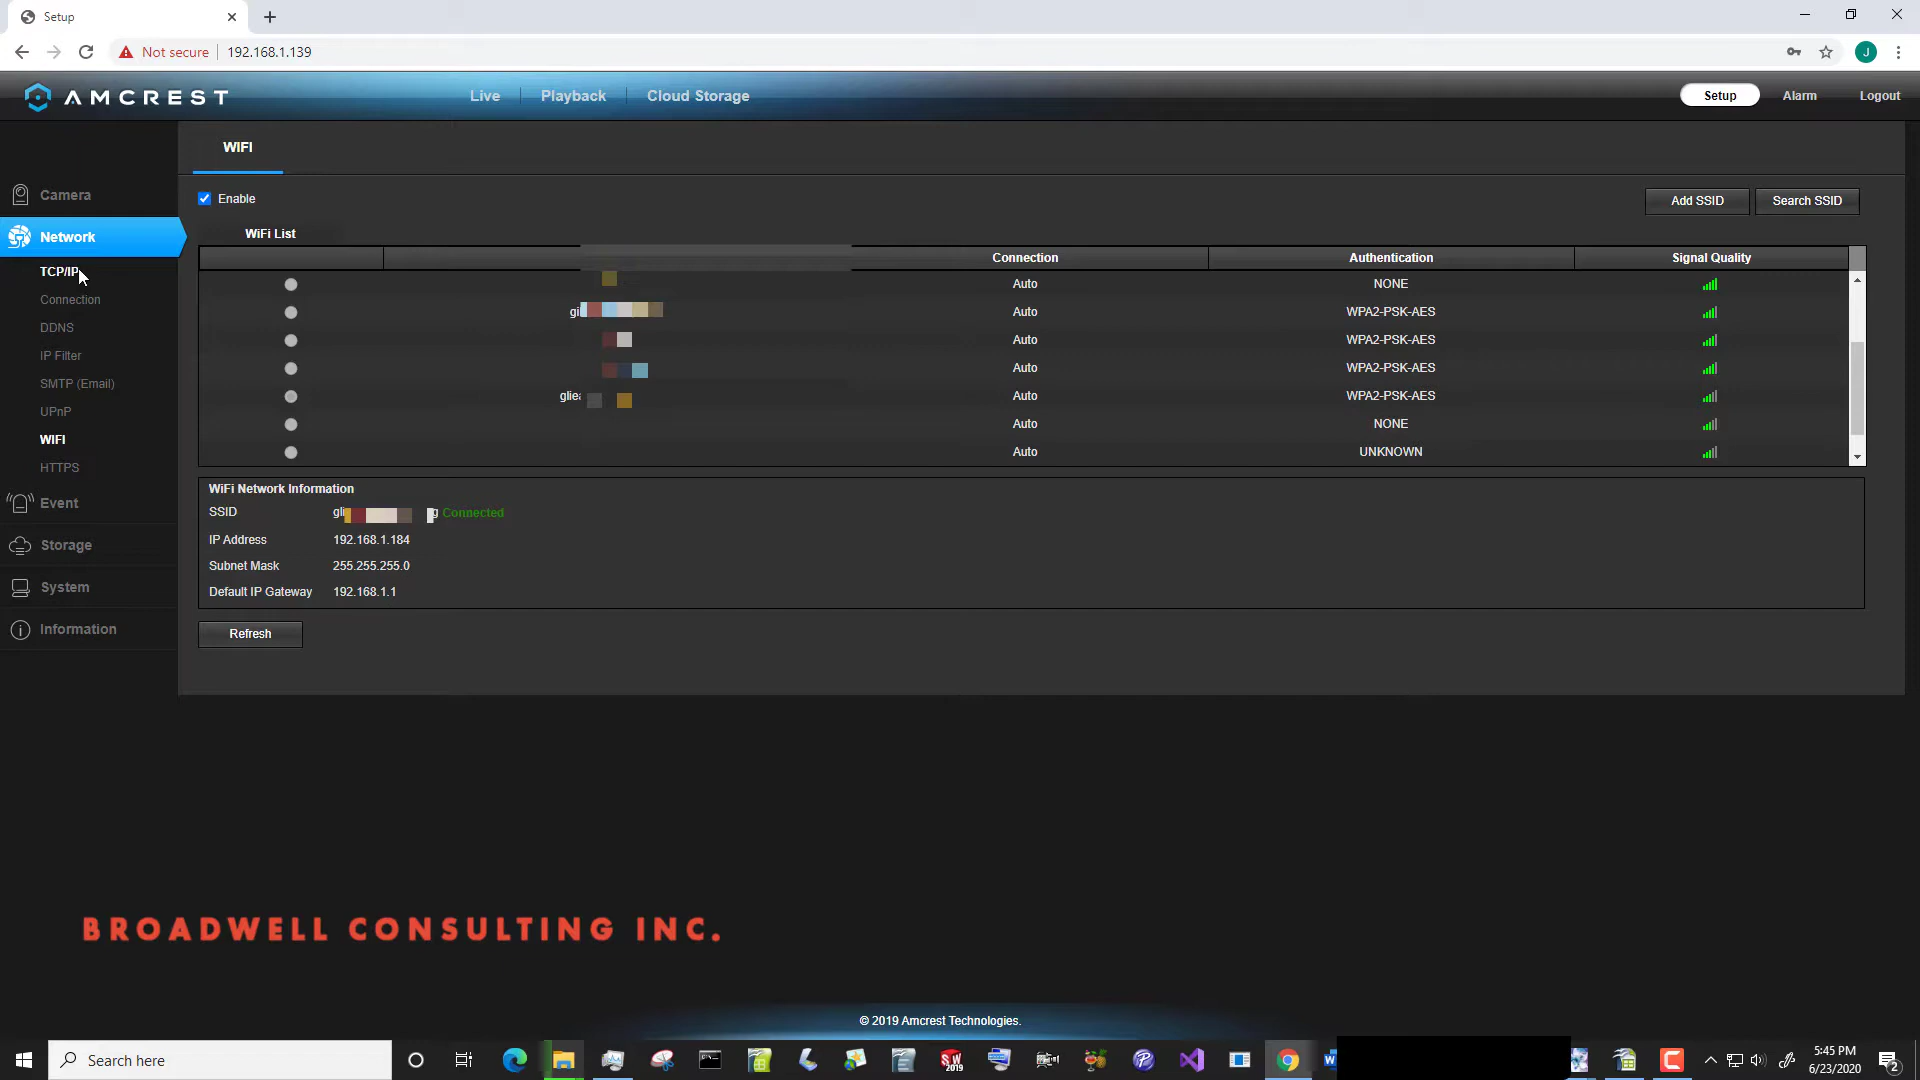 Setup
Not secure
192.168.1.139
J
AMCREST
Live
Playback
Cloud Storage
Setup
Alarm
Logout
WIFI
Camera
Network
TCP/IP
Connection
DDNS
IP Filter
SMTP (Email)
UPnP
WIFI
HTTPS
Event
Storage
System
Information
Enable
Add SSID
Search SSID
WiFi List
Connection Authentication Signal Quality
Auto NONE
Auto WPA2-PSK-AES
Auto WPA2-PSK-AES
Auto WPA2-PSK-AES
Auto WPA2-PSK-AES
Auto NONE
Auto UNKNOWN
WiFi Network Information
SSID Connected
IP Address 192.168.1.184
Subnet Mask 255.255.255.0
Default IP Gateway 192.168.1.1
Refresh
BROADWELL CONSULTING INC.
© 2019 Amcrest Technologies.
Search here
SW
2019
W
5:45 PM
6/23/2020
2